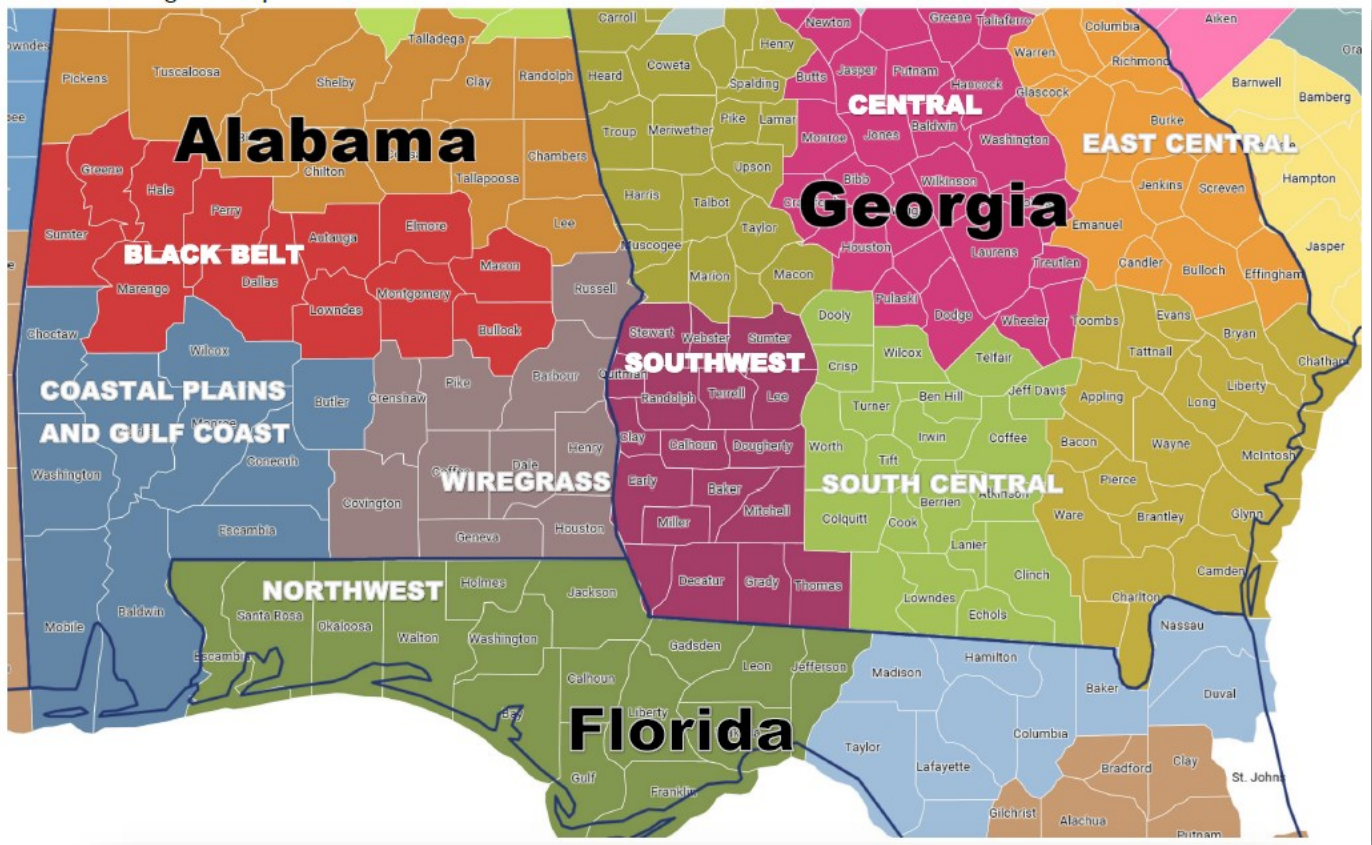 Carroll
Newton
Greene
Taliaferro
Columbia
Aiken
Talladega
Henry
Warren
Richmond
Pickens
Tuscaloosa
Shelby
Clay
Randolph
Heard
Coweta
Spalding
Butts
Jasper
Putnam
Hancock
Glascock
Barnwell
Bamberg
CENTRAL
Troup
Meriwether
Pike
Lamar
Monroe
Jones
Baldwin
Washington
Burke
Alabama
EAST CENTRAL
Greene
Hale
Chilton
Tallapoosa
Chambers
Upson
Bibb
Wilkinson
Jenkins
Screven
Hampton
Perry
Harris
Talbot
Georgia
Sumter
Autauga
Elmore
Lee
Taylor
Emanuel
BLACK BELT
Muscogee
Houston
Laurens
Treutlen
Jasper
Macon
Marion
Macon
Candler
Bulloch
Effingham
Marengo
Dallas
Lowndes
Montgomery
Russell
Pulaski
Choctaw
Bullock
Stewart
Webster
Sumter
Dooly
Dodge
Wheeler
Toombs
Evans
Bryan
Wilcox
SOUTHWEST
Crisp
Wilcox
Telfair
Tattnall
Chatham
COASTAL PLAINS
AND GULF COAST
Butler
Crenshaw
Pike
Barbour
Quitman
Randolph
Terrell
Lee
Turner
Ben Hill
Jeff Davis
Appling
Long
Liberty
Monroe
Washington
Conecuh
Henry
Clay
Calhoun
Dougherty
Worth
Irwin
Coffee
Bacon
Wayne
McIntosh
Coffee
Dale
WIREGRASS
Early
Baker
Tift
SOUTH CENTRAL
Atkinson
Pierce
Covington
Berrien
Escambia
Geneva
Houston
Miller
Mitchell
Colquitt
Cook
Ware
Brantley
Glynn
Lanier
NORTHWEST
Holmes
Jackson
Decatur
Grady
Thomas
Clinch
Camden
Mobile
Baldwin
Santa Rosa
Okaloosa
Walton
Washington
Lowndes
Echols
Charlton
Nassau
Escambia
Gadsden
Leon
Jefferson
Madison
Hamilton
Baker
Duval
Calhoun
Bay
Liberty
Florida
Taylor
Lafayette
Columbia
Bradford
Clay
St. Johns
Gulf
Franklin
Gilchrist
Alachua
Putnam